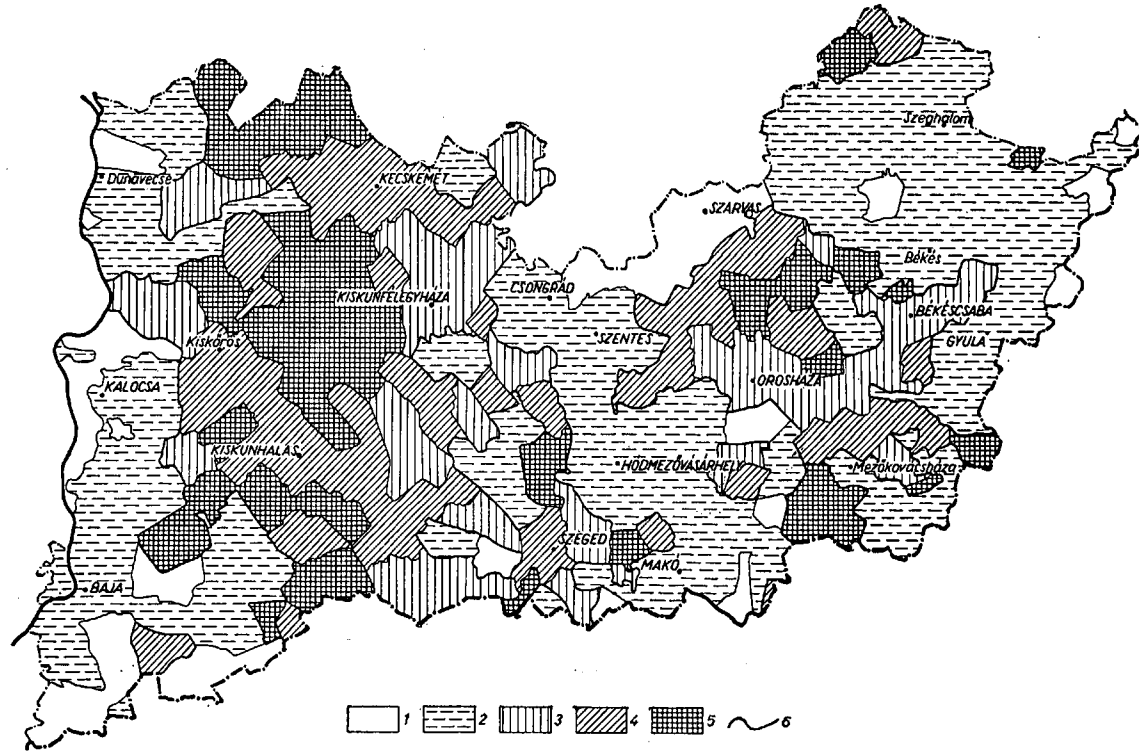 Szeghalom
Dunavecse
KECSKEMÉT
SZARVAS
Békés
KISKUNFÉLEGYHÁZA
CSONGRÁD
BÉKÉSCSABA
Kiskőrös
SZENTES
GYULA
KALOCSA
OROSHÁZA
KISKUNHALAS
HÓDMEZŐVÁSÁRHELY
Mezőkovácsháza
SZEGED
MAKÓ
BAJA
1 2 3 4 5 6